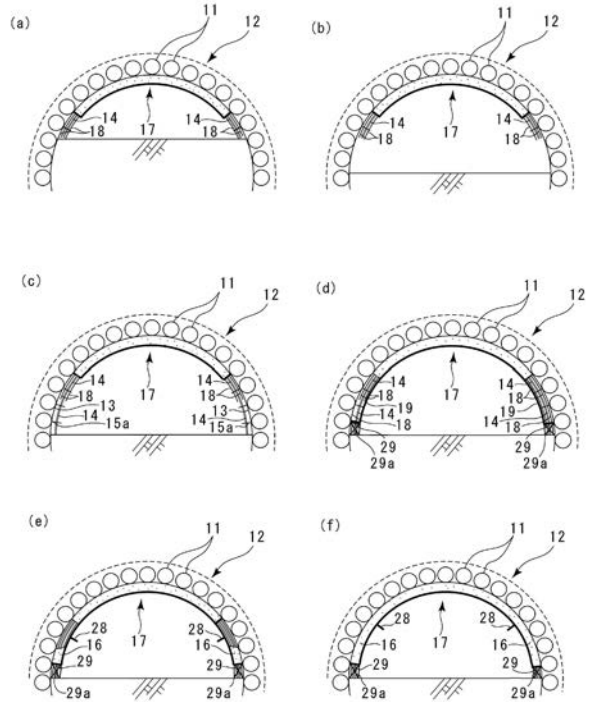 (a) 11 12
14 14
18 17 18
(b) 11 12
14 14
18 17 18
(c) 11 12
14 14
18 17 18
13 13
14 14
15a 15a
(d) 11 12
14 14
18 17 18
19 19
14 14
18 18
29 29
29a 29a
(e) 11 12
28 17 28
16 16
29 29
29a 29a
(f) 11 12
28 17 28
16 16
29 29
29a 29a